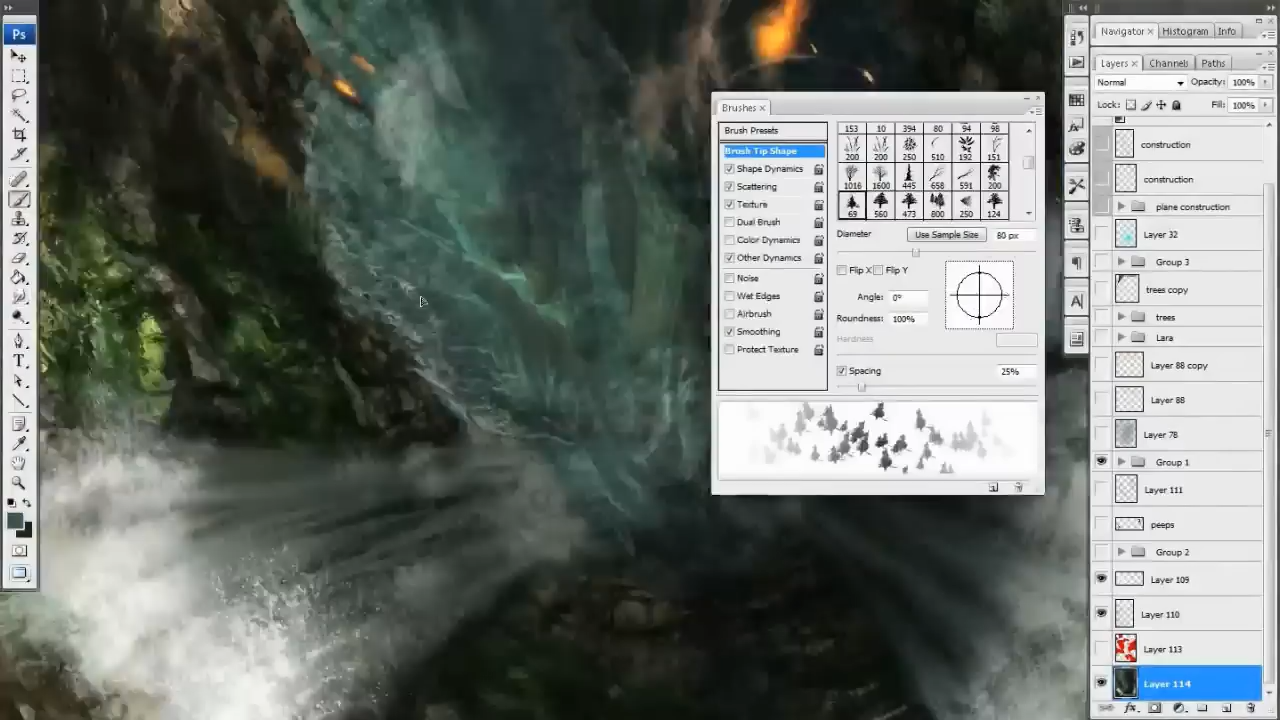 Ps
Navigator × Histogram Info
Layers × Channels Paths
Normal Opacity: 100%
Lock: Fill: 100%
construction
construction
plane construction
Layer 32
Group 3
trees copy
trees
Lara
Layer 88 copy
Layer 88
Layer 78
Group 1
Layer 111
peeps
Group 2
Layer 109
Layer 110
Layer 113
Layer 114
Brushes ×
Brush Presets
Brush Tip Shape
Shape Dynamics
Scattering
Texture
Dual Brush
Color Dynamics
Other Dynamics
Noise
Wet Edges
Airbrush
Smoothing
Protect Texture
153 10 394 80 94 98
200 200 250 510 192 151
1016 1600 445 658 591 200
69 560 473 800 250 124
Diameter Use Sample Size 80 px
Flip X Flip Y
Angle: 0°
Roundness: 100%
Hardness
Spacing 25%
T
A